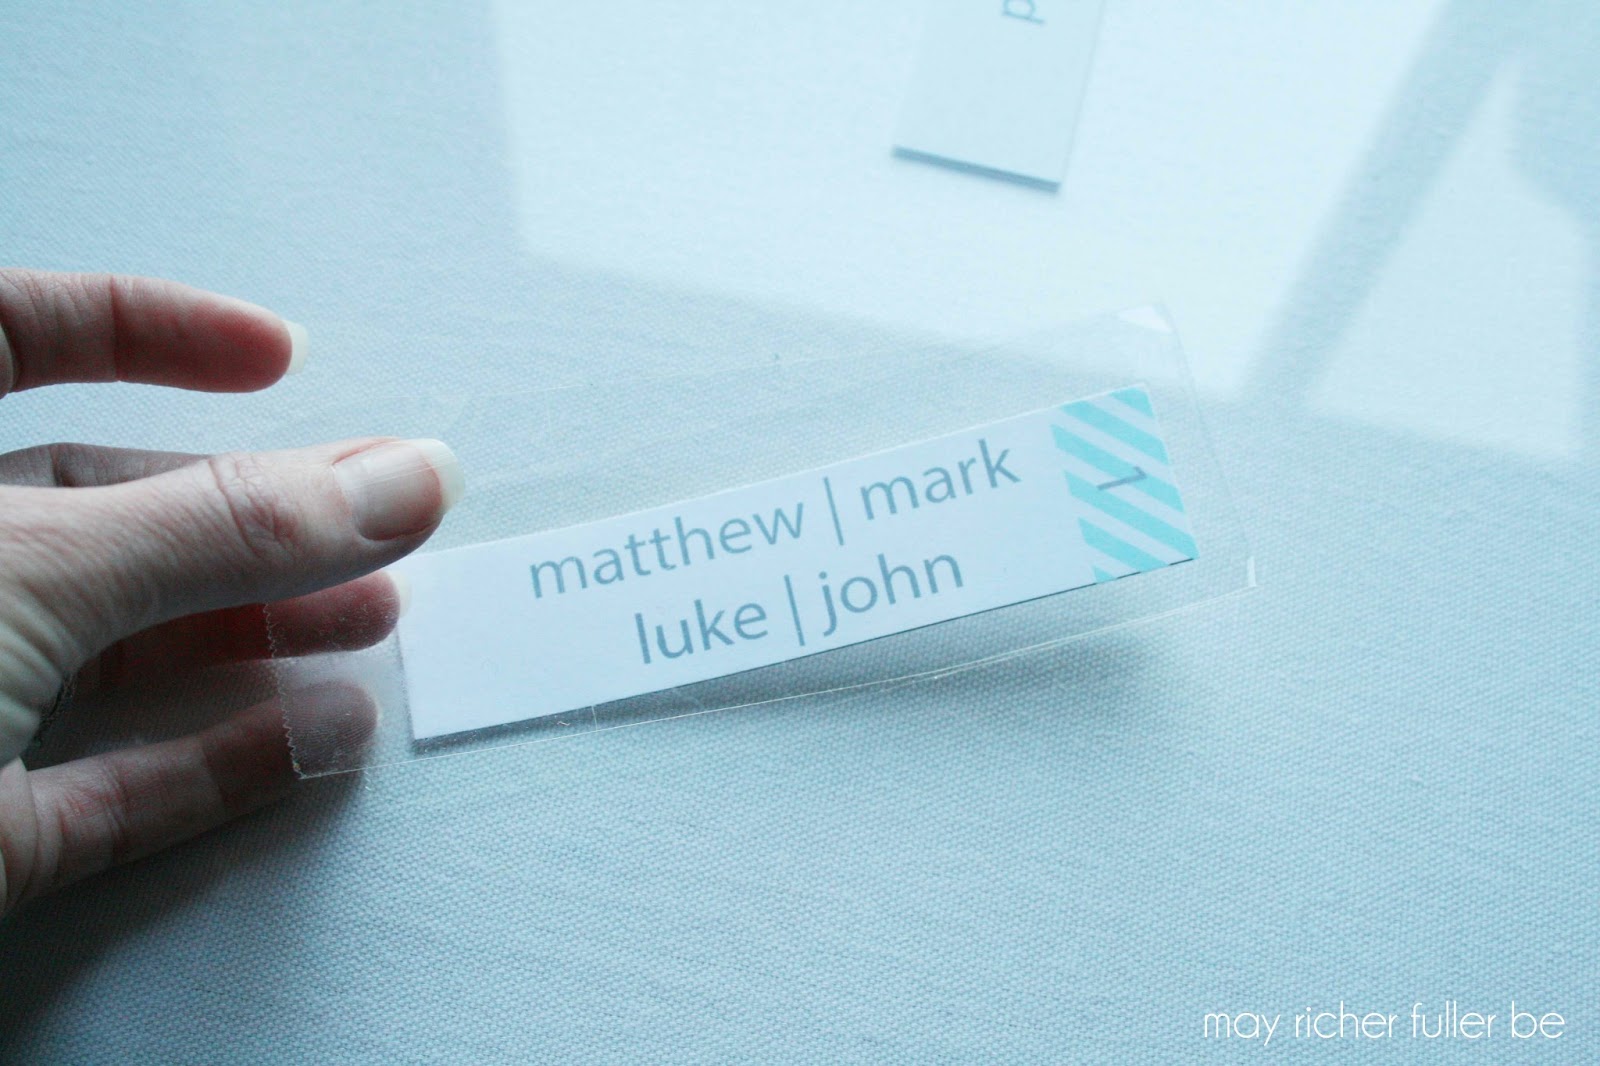 p
matthew | mark
luke | john
1
may richer fuller be